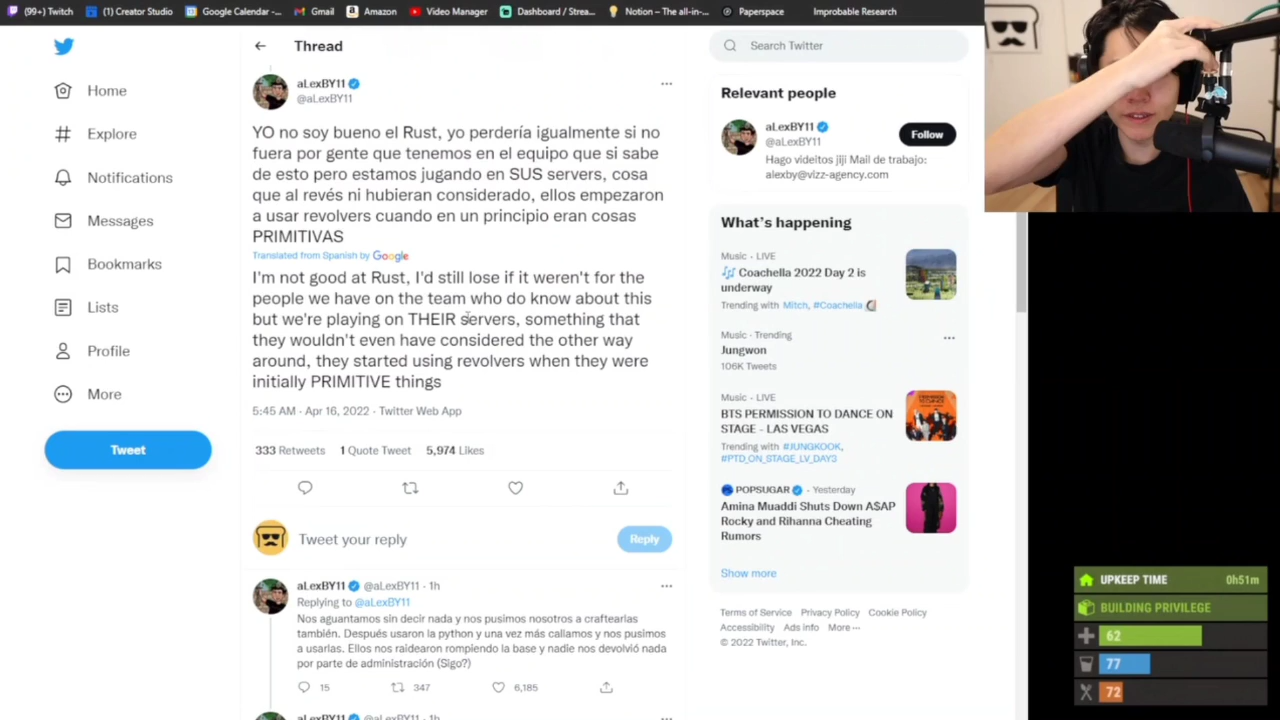 (99+) Twitch
(1) Creator Studio
Google Calendar -...
Gmail
Amazon
Video Manager
Dashboard / Strea...
Notion – The all-in-...
Paperspace
Improbable Research
Home
Explore
Notifications
Messages
Bookmarks
Lists
Profile
More
Tweet
Thread
aLexBY11
@aLexBY11
YO no soy bueno el Rust, yo perdería igualmente si no
fuera por gente que tenemos en el equipo que si sabe
de esto pero estamos jugando en SUS servers, cosa
que al revés ni hubieran considerado, ellos empezaron
a usar revolvers cuando en un principio eran cosas
PRIMITIVAS
Translated from Spanish by Google
I'm not good at Rust, I'd still lose if it weren't for the
people we have on the team who do know about this
but we're playing on THEIR servers, something that
they wouldn't even have considered the other way
around, they started using revolvers when they were
initially PRIMITIVE things
5:45 AM · Apr 16, 2022 · Twitter Web App
333 Retweets 1 Quote Tweet 5,974 Likes
Tweet your reply
Reply
aLexBY11 @aLexBY11 · 1h
Replying to @aLexBY11
Nos aguantamos sin decir nada y nos pusimos nosotros a craftearlas
también. Después usaron la python y una vez más callamos y nos pusimos
a usarlas. Ellos nos raidearon rompiendo la base y nadie nos devolvió nada
por parte de administración (Sigo?)
15 347 6,185
aLexBY11 @aLexBY11 · 1h
Search Twitter
Relevant people
aLexBY11
@aLexBY11
Follow
Hago videitos jiji Mail de trabajo:
alexby@vizz-agency.com
What's happening
Music · LIVE
🎶 Coachella 2022 Day 2 is
underway
Trending with Mitch, #Coachella
Music · Trending
Jungwon
106K Tweets
Music · LIVE
BTS PERMISSION TO DANCE ON
STAGE - LAS VEGAS
Trending with #JUNGKOOK,
#PTD_ON_STAGE_LV_DAY3
POPSUGAR · Yesterday
Amina Muaddi Shuts Down A$AP
Rocky and Rihanna Cheating
Rumors
Show more
Terms of Service Privacy Policy Cookie Policy
Accessibility Ads info More ···
© 2022 Twitter, Inc.
UPKEEP TIME 0h51m
BUILDING PRIVILEGE
62
77
72